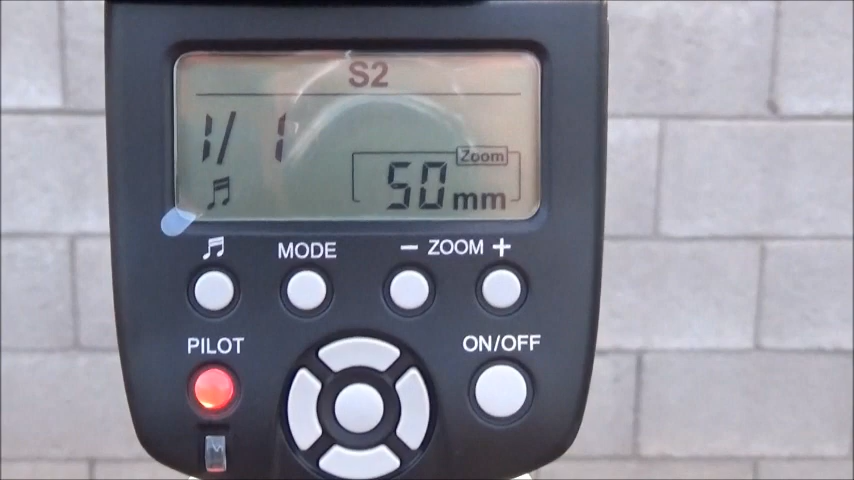 S2
1/ 1
Zoom
50mm
MODE
− ZOOM +
PILOT
ON/OFF